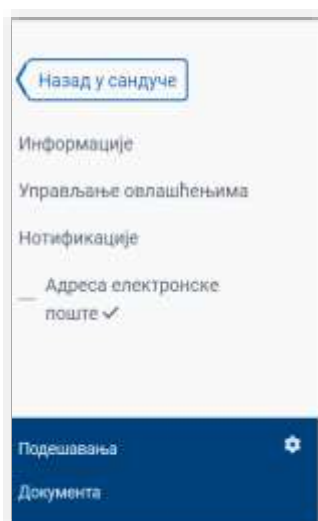 Назад у сандуче
Информације
Управљање овлашћењима
Нотификације
Адреса електронске
поште
Подешавања
Документа